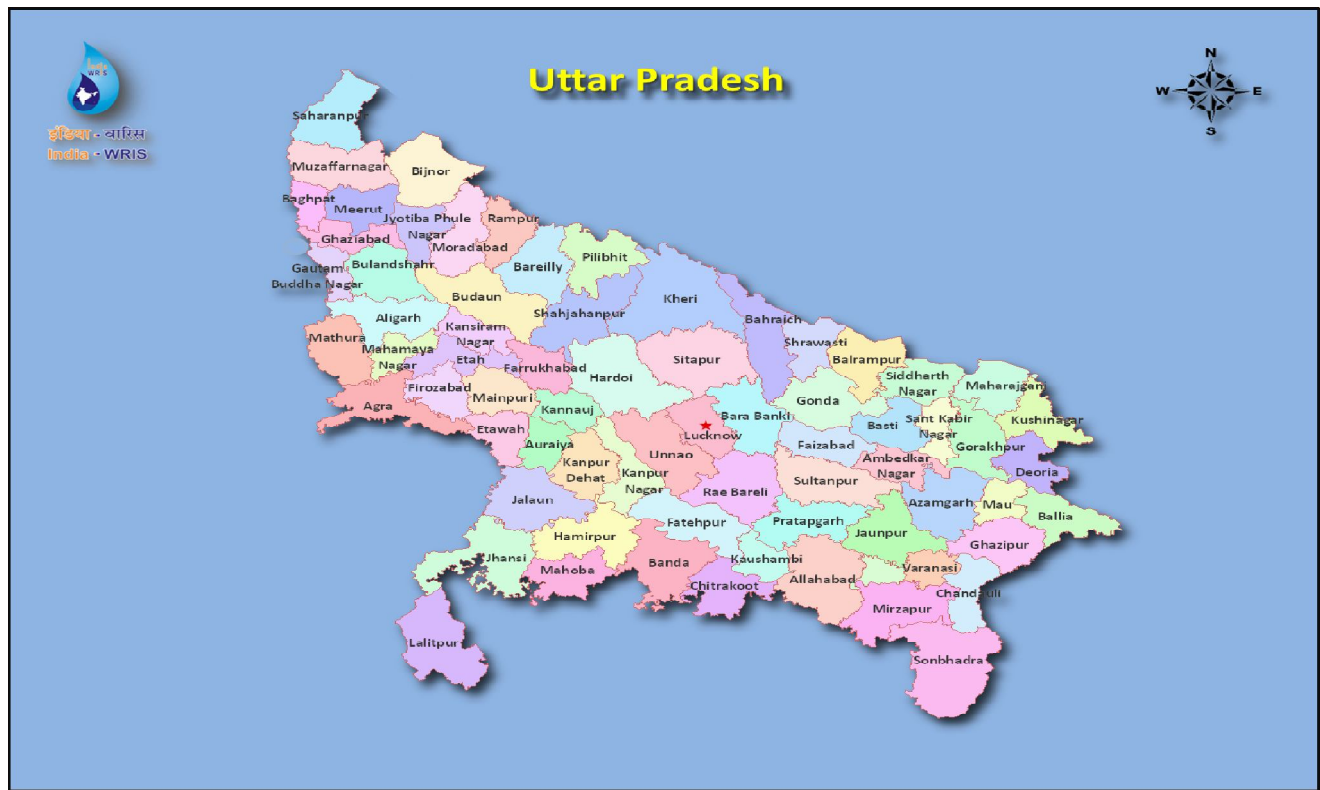 Uttar Pradesh
India
WRIS
इंडिया - वारिस
India - WRIS
N
W
E
S
Saharanpur
Muzaffarnagar
Bijnor
Baghpat
Meerut
Jyotiba Phule
Nagar
Rampur
Ghaziabad
Moradabad
Gautam
Buddha Nagar
Bulandshahr
Bareilly
Pilibhit
Budaun
Kheri
Shahjahanpur
Bahraich
Aligarh
Kansiram
Nagar
Mathura
Mahamaya
Nagar
Etah
Farrukhabad
Hardoi
Sitapur
Shrawasti
Balrampur
Siddherth
Nagar
Maharajganj
Firozabad
Mainpuri
Agra
Kannauj
Gonda
Bara Banki
Basti
Sant Kabir
Nagar
Kushinagar
Etawah
Auraiya
Lucknow
Faizabad
Gorakhpur
Unnao
Ambedkar
Nagar
Deoria
Kanpur
Dehat
Kanpur
Nagar
Rae Bareli
Sultanpur
Jalaun
Azamgarh
Mau
Ballia
Fatehpur
Pratapgarh
Jaunpur
Hamirpur
Ghazipur
Jhansi
Mahoba
Banda
Kaushambi
Varanasi
Chitrakoot
Allahabad
Chandauli
Mirzapur
Lalitpur
Sonbhadra